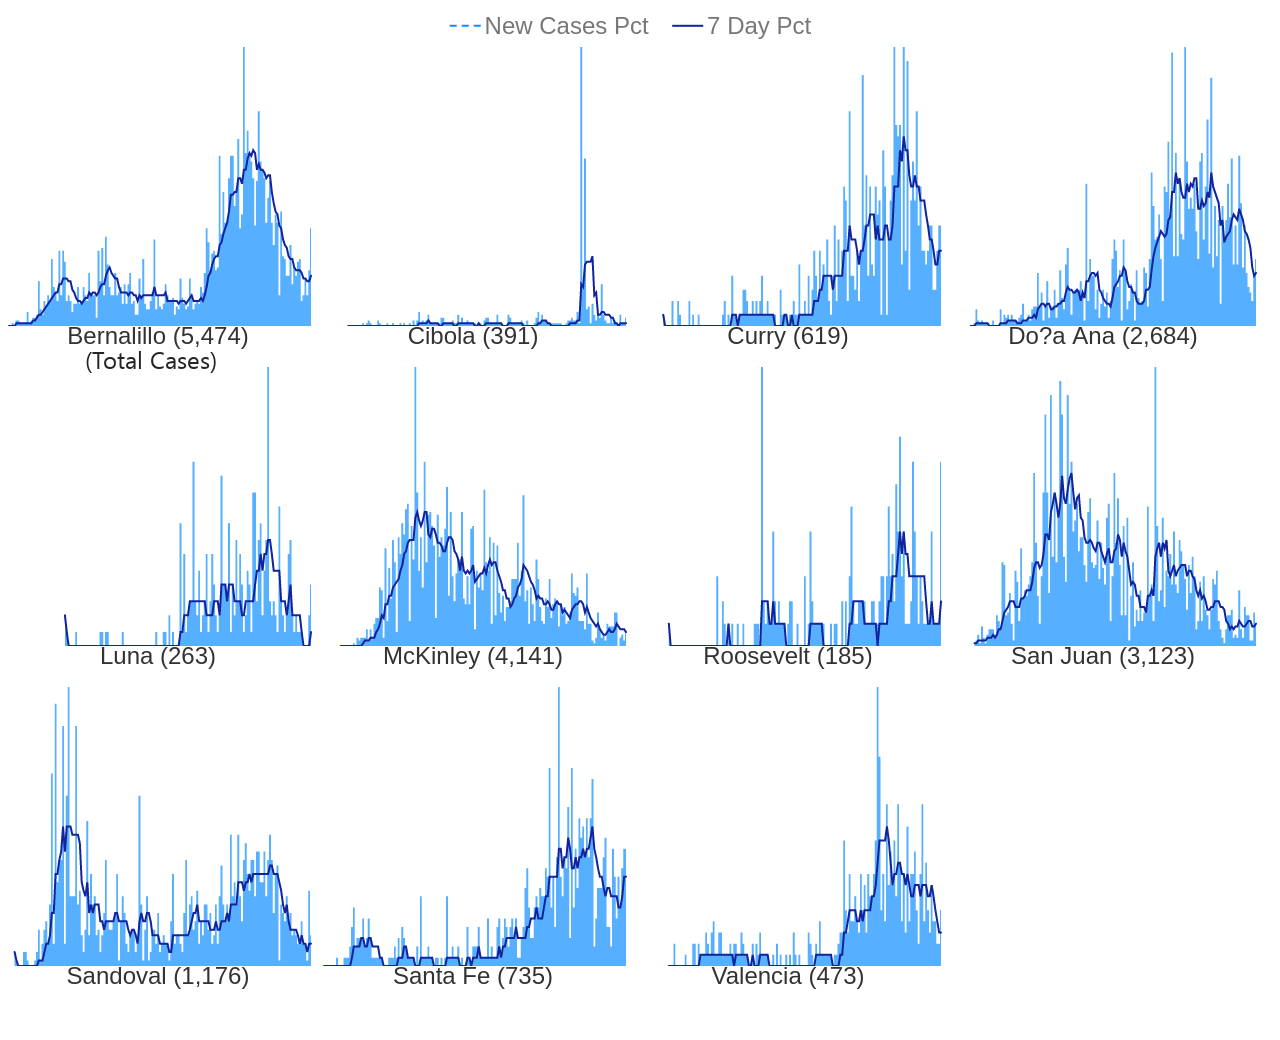 New Cases Pct 7 Day Pct
Bernalillo (5,474) Cibola (391) Curry (619) Do?a Ana (2,684)
(Total Cases)
Luna (263) McKinley (4,141) Roosevelt (185) San Juan (3,123)
Sandoval (1,176) Santa Fe (735) Valencia (473)